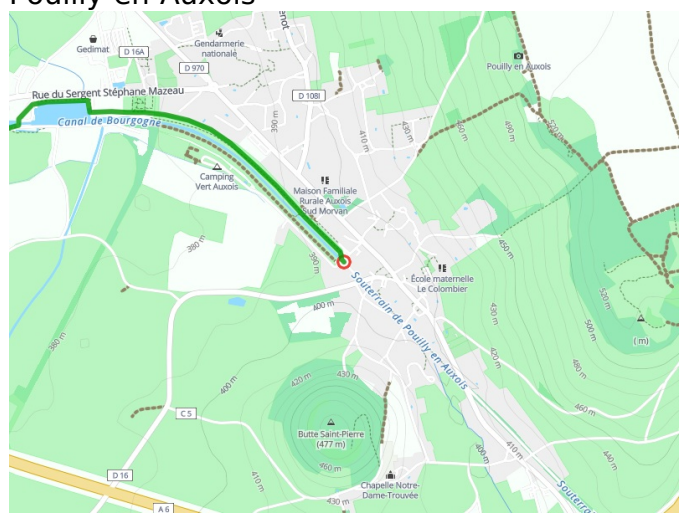 Pouilly-en-Auxois
Gedimat
D 16A
Gendarmerie
nationale
D 970
D 108I
Pouilly en Auxois
Rue du Sergent Stéphane Mazeau
Canal de Bourgogne
390 m
410 m
430 m
450 m
490 m
520 m
Camping
Vert Auxois
Maison Familiale
Rurale Auxois
Sud Morvan
380 m
390 m
450 m
École maternelle
Le Colombier
Souterrain de Pouilly-en-Auxois
400 m
430 m
420 m
500 m
520 m
( m)
380 m
400 m
420 m
430 m
480 m
460 m
C 5
Butte Saint-Pierre
(477 m)
460 m
400 m
410 m
440 m
D 16
410 m
Chapelle Notre-
Dame-Trouvée
430 m
A 6